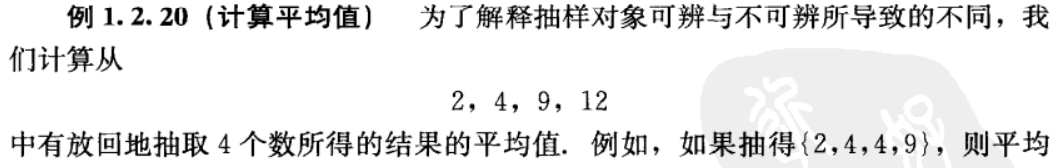 例 1.2.20 (计算平均值) 为了解释抽样对象可辨与不可辨所导致的不同，我
们计算从
2，4，9，12
中有放回地抽取 4 个数所得的结果的平均值．例如，如果抽得{2,4,4,9}，则平均